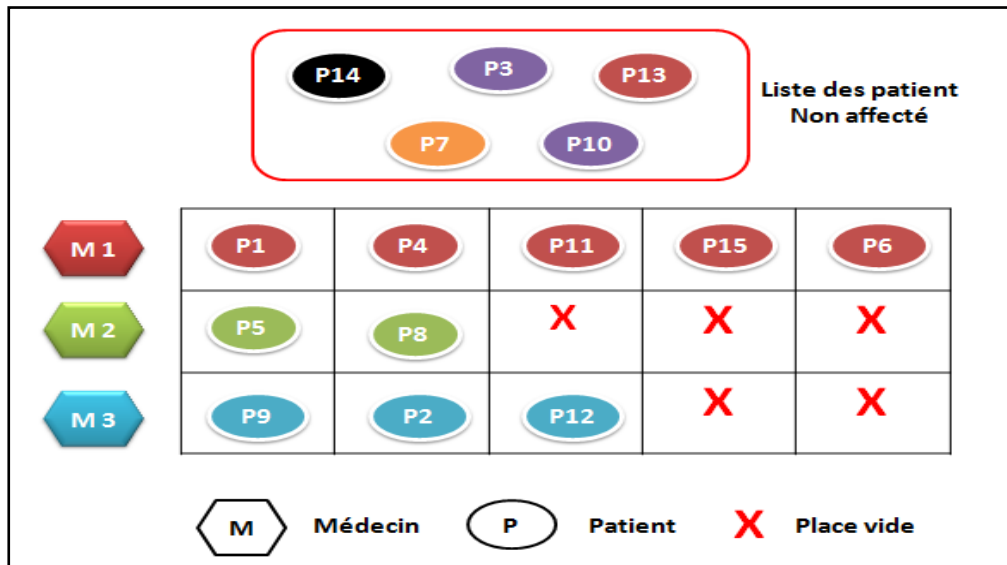 P14 P3 P13
Liste des patient
Non affecté
P7 P10
M 1 P1 P4 P11 P15 P6
M 2 P5 P8 X X X
M 3 P9 P2 P12 X X
M Médecin P Patient X Place vide